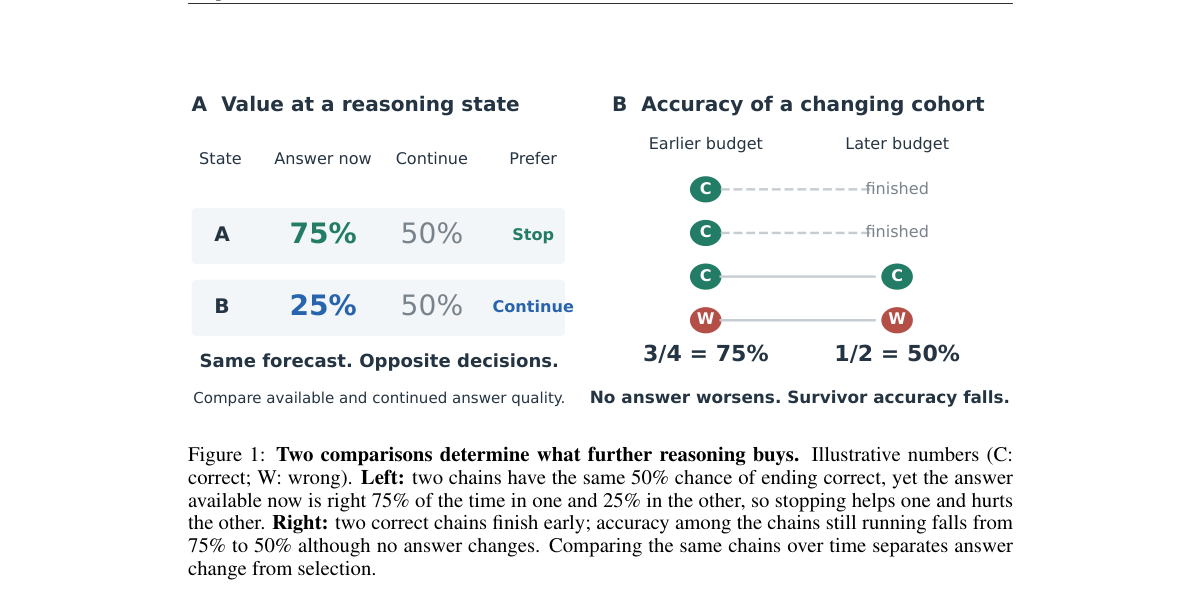 A Value at a reasoning state
State Answer now Continue Prefer
A 75% 50% Stop
B 25% 50% Continue
Same forecast. Opposite decisions.
Compare available and continued answer quality.
B Accuracy of a changing cohort
Earlier budget Later budget
C finished
C finished
C C
W W
3/4 = 75% 1/2 = 50%
No answer worsens. Survivor accuracy falls.
Figure 1: Two comparisons determine what further reasoning buys. Illustrative numbers (C:
correct; W: wrong). Left: two chains have the same 50% chance of ending correct, yet the answer
available now is right 75% of the time in one and 25% in the other, so stopping helps one and hurts
the other. Right: two correct chains finish early; accuracy among the chains still running falls from
75% to 50% although no answer changes. Comparing the same chains over time separates answer
change from selection.